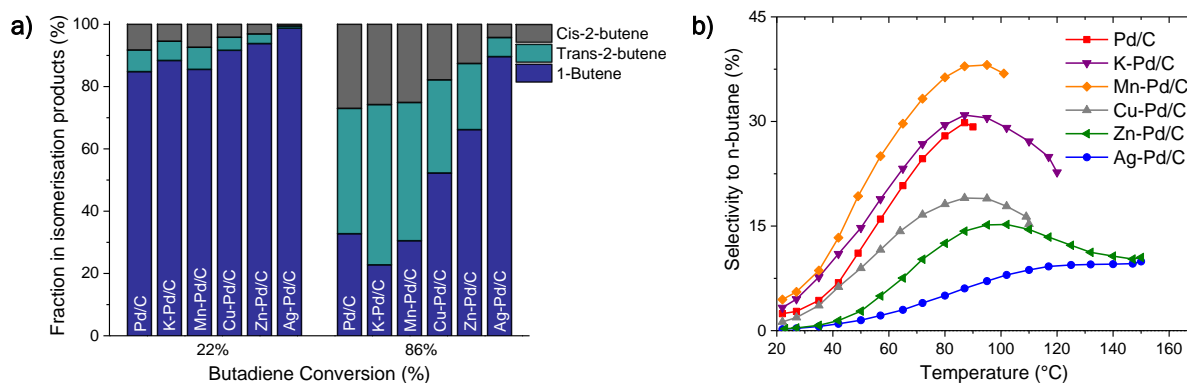 a)
Fraction in isomerisation products (%)
100
80
60
40
20
0
Pd/C
K-Pd/C
Mn-Pd/C
Cu-Pd/C
Zn-Pd/C
Ag-Pd/C
Pd/C
K-Pd/C
Mn-Pd/C
Cu-Pd/C
Zn-Pd/C
Ag-Pd/C
22%
86%
Butadiene Conversion (%)
Cis-2-butene
Trans-2-butene
1-Butene
b)
Selectivity to n-butane (%)
45
30
15
0
Pd/C
K-Pd/C
Mn-Pd/C
Cu-Pd/C
Zn-Pd/C
Ag-Pd/C
20 40 60 80 100 120 140 160
Temperature (°C)